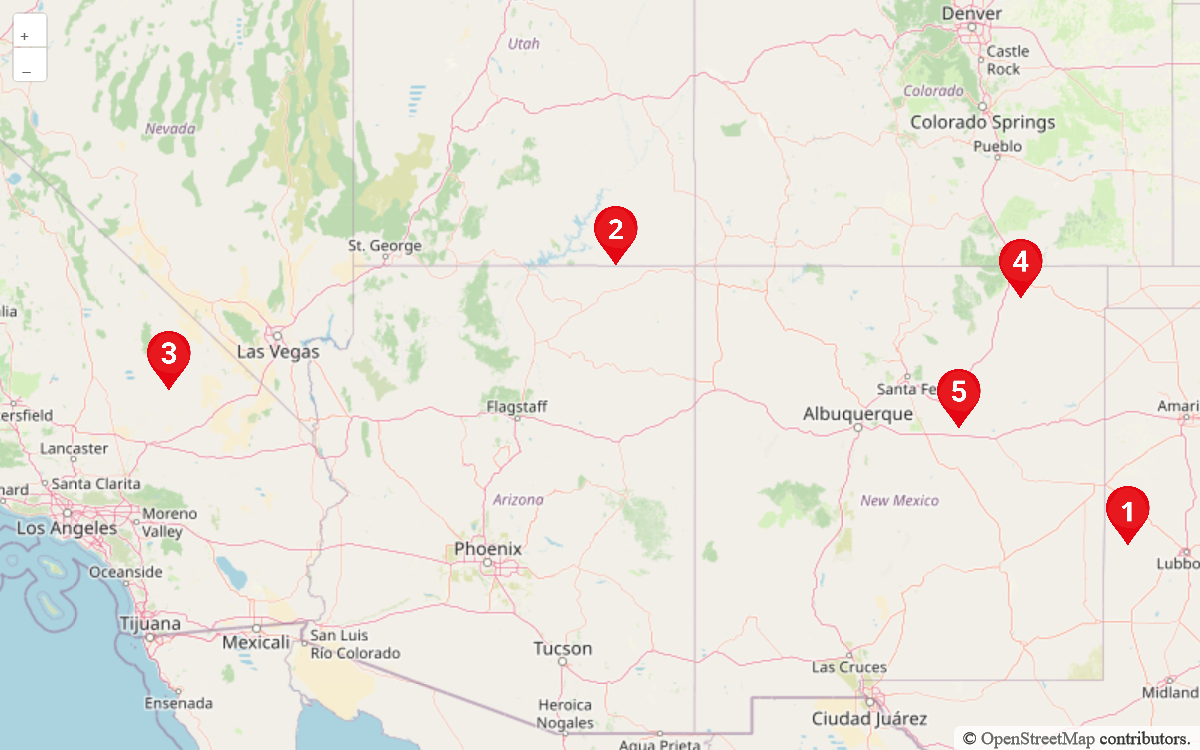 Denver
+
Utah
Castle
Rock
–
Colorado
Colorado Springs
Nevada
Pueblo
2
St. George
4
lia
3
Las Vegas
Santa Fe
5
Flagstaff
Amari
ersfield
Albuquerque
Lancaster
nard
Santa Clarita
Arizona
New Mexico
1
Los Angeles
Moreno
Valley
Phoenix
Lubbo
Oceanside
Tijuana
Mexicali
San Luis
Río Colorado
Tucson
Las Cruces
Midland
Ensenada
Heroica
Nogales
Ciudad Juárez
Agua Prieta
© OpenStreetMap contributors.